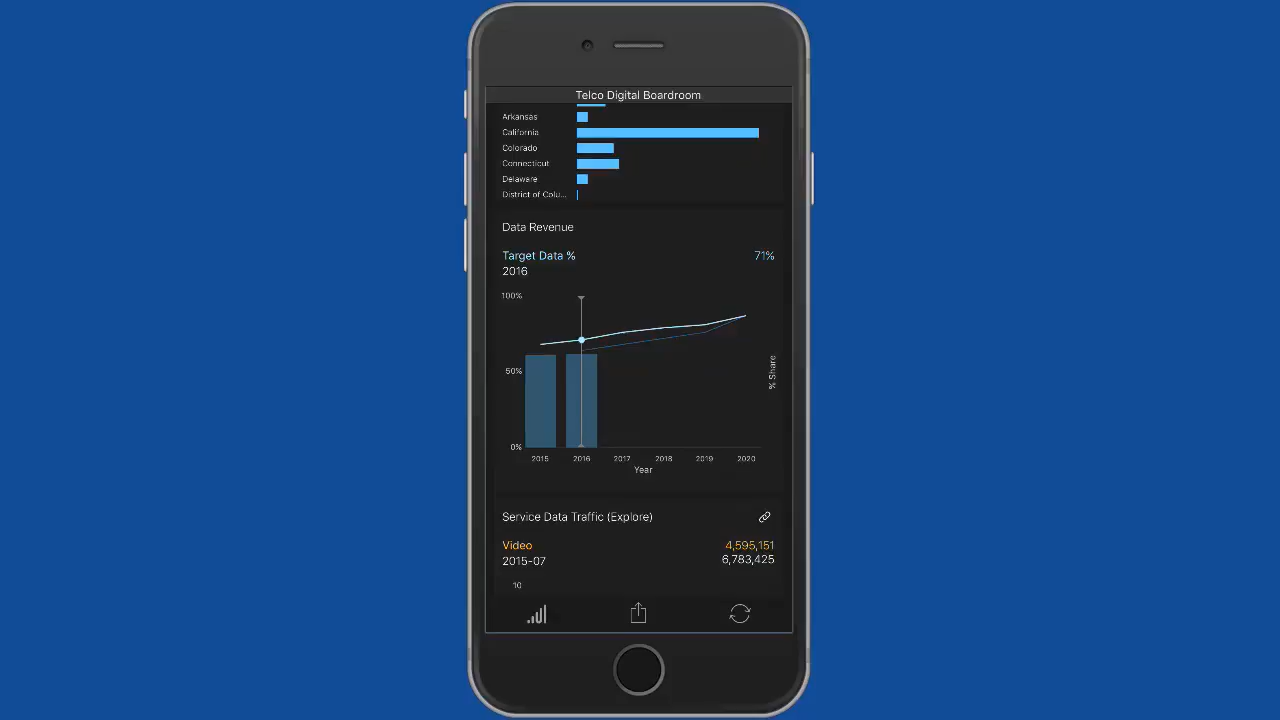 Telco Digital Boardroom
Arkansas
California
Colorado
Connecticut
Delaware
District of Colu...
Data Revenue
Target Data % 71%
2016
100%
50%
0%
% Share
2015 2016 2017 2018 2019 2020
Year
Service Data Traffic (Explore)
Video 4,595,151
2015-07 6,783,425
10